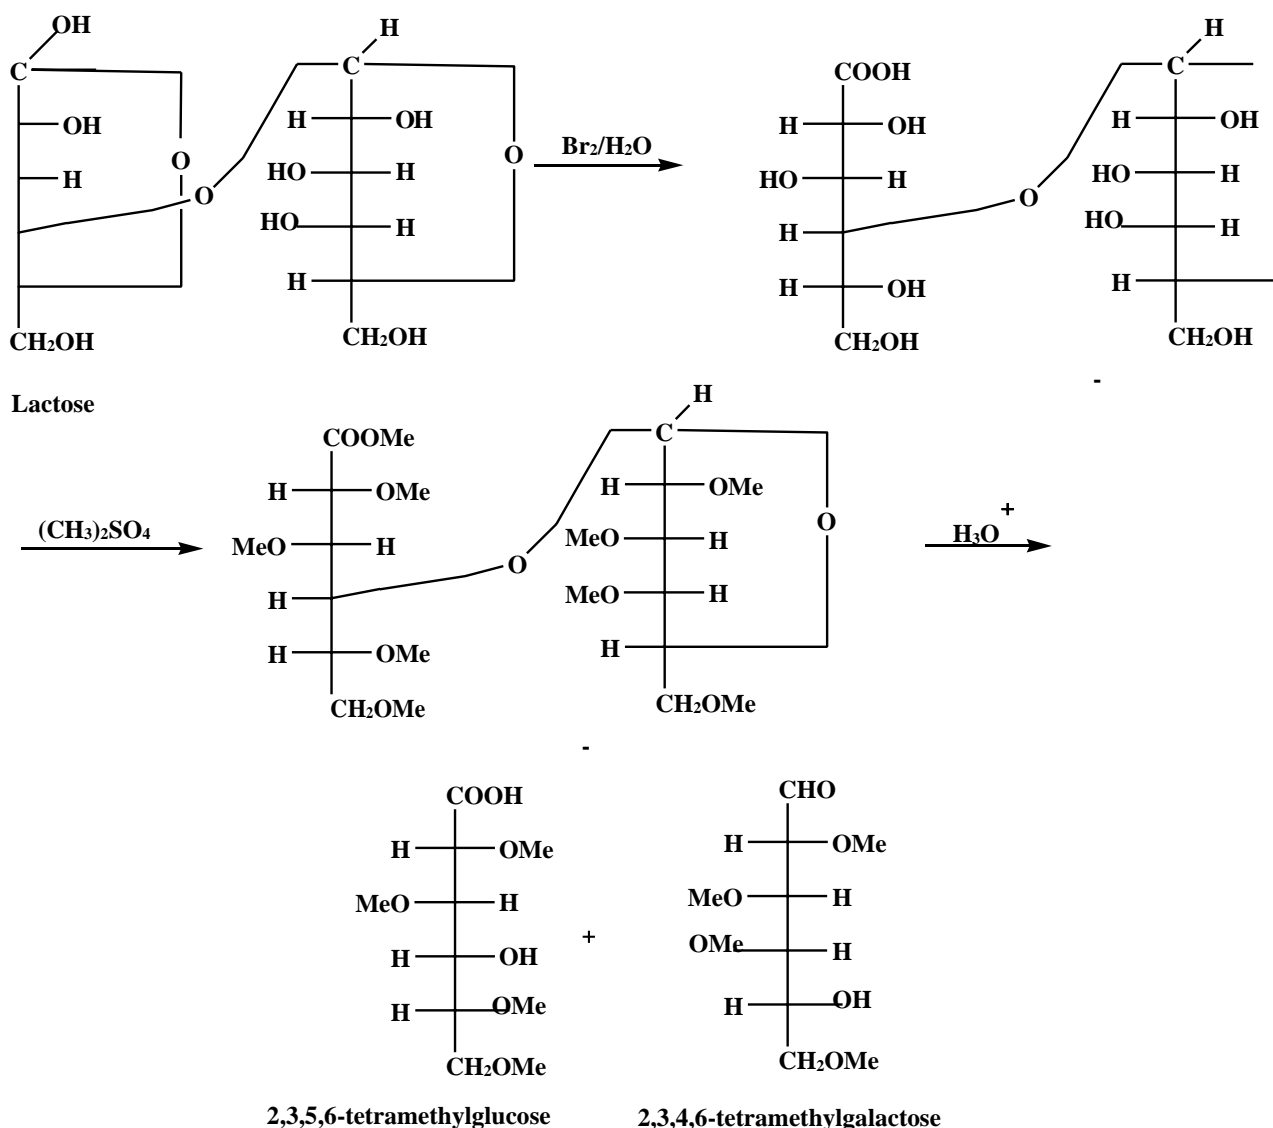 OH
H
C
C
COOH
H
C
OH
H
OH
H
OH
H
OH
H
O
O
Br₂/H₂O
HO
H
HO
H
HO
H
O
HO
H
O
H
HO
H
H
H
OH
H
CH₂OH
CH₂OH
CH₂OH
CH₂OH
Lactose
-
H
COOMe
C
H
OMe
H
OMe
(CH₃)₂SO₄
MeO
H
O
MeO
H
O
H₃O
+
H
MeO
H
H
OMe
H
CH₂OMe
CH₂OMe
-
COOH
CHO
H
OMe
H
OMe
MeO
H
MeO
H
+
H
OH
OMe
H
H
OMe
H
OH
CH₂OMe
CH₂OMe
2,3,5,6-tetramethylglucose
2,3,4,6-tetramethylgalactose